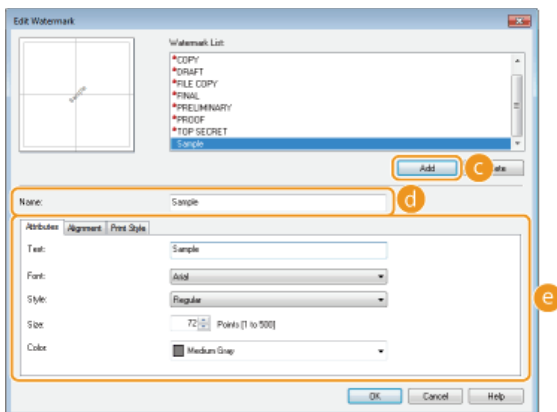 Edit Watermark
Watermark List:
*COPY
*DRAFT
*FILE COPY
*FINAL
*PRELIMINARY
*PROOF
*TOP SECRET
Sample
SAMPLE
Add
c
Name:
Sample
d
Attributes Alignment Print Style
Text:
Sample
Font:
Arial
e
Style:
Regular
Size:
72 Points [1 to 500]
Color
Medium Gray
OK Cancel Help